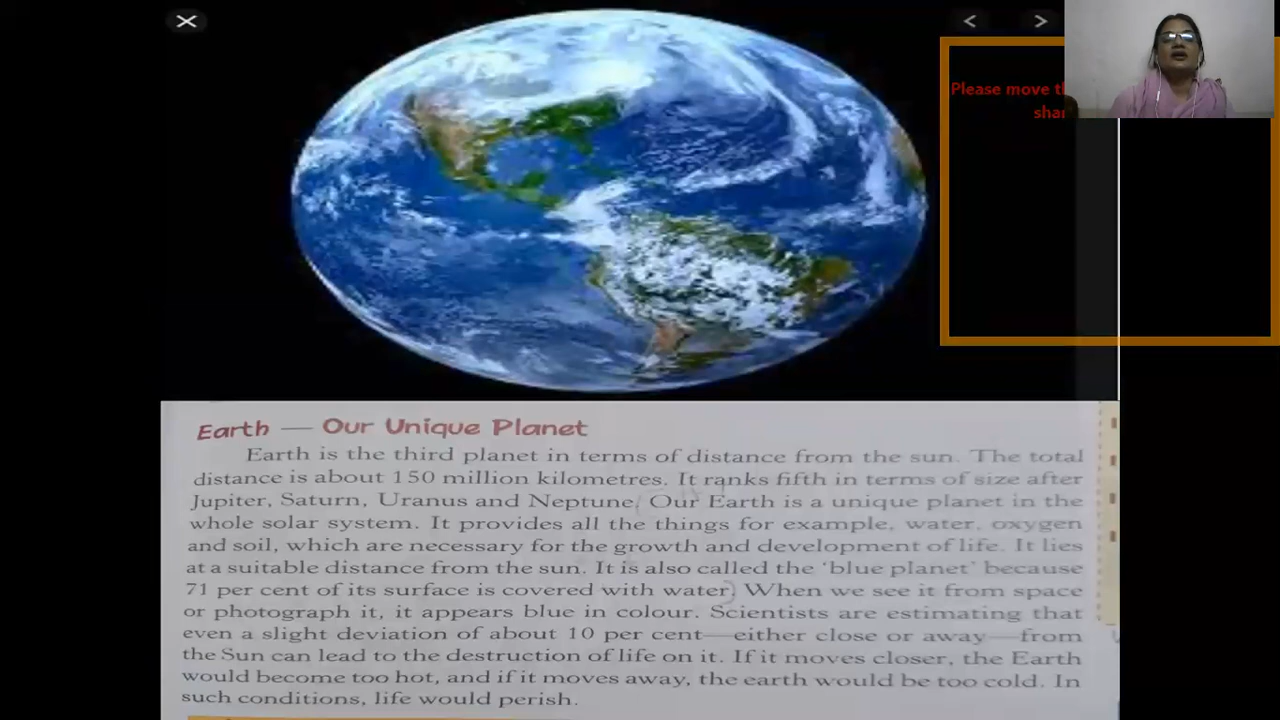 Please move th
shar
Earth — Our Unique Planet
Earth is the third planet in terms of distance from the sun. The total
distance is about 150 million kilometres. It ranks fifth in terms of size after
Jupiter, Saturn, Uranus and Neptune. Our Earth is a unique planet in the
whole solar system. It provides all the things for example, water, oxygen
and soil, which are necessary for the growth and development of life. It lies
at a suitable distance from the sun. It is also called the 'blue planet' because
71 per cent of its surface is covered with water. When we see it from space
or photograph it, it appears blue in colour. Scientists are estimating that
even a slight deviation of about 10 per cent—either close or away—from
the Sun can lead to the destruction of life on it. If it moves closer, the Earth
would become too hot, and if it moves away, the earth would be too cold. In
such conditions, life would perish.